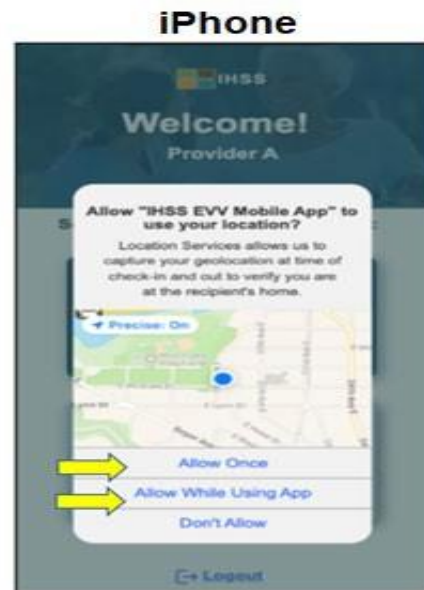 iPhone
IHSS
Welcome!
Provider A
Allow "IHSS EVV Mobile App" to
use your location?
Location Services allows us to
capture your geolocation at time of
check-in and out to verify you are
at the recipient's home.
Precise: On
Allow Once
Allow While Using App
Don't Allow
Logout